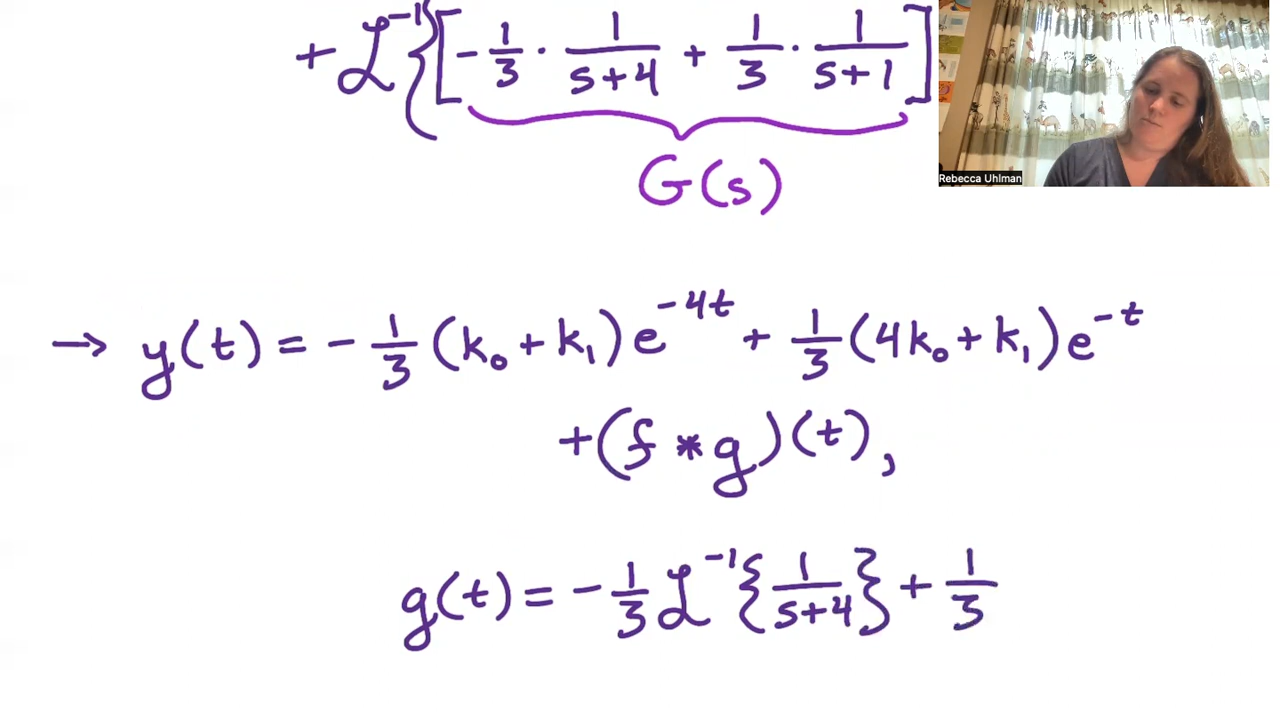 + ℒ⁻¹{[-1/3 · 1/(s+4) + 1/3 · 1/(s+1)]
G(s)
Rebecca Uhlman
→ y(t) = -1/3 (k₀ + k₁) e^(-4t) + 1/3 (4k₀ + k₁) e^(-t)
+ (f * g)(t),
g(t) = -1/3 ℒ⁻¹{1/(s+4)} + 1/3